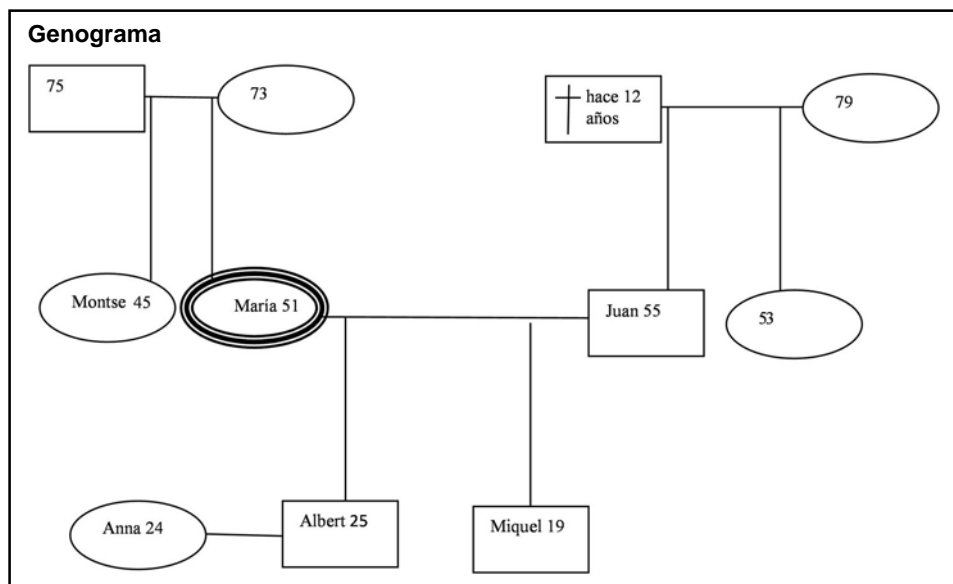 Genograma
75
73
hace 12
años
79
Montse 45
María 51
Juan 55
53
Anna 24
Albert 25
Miquel 19